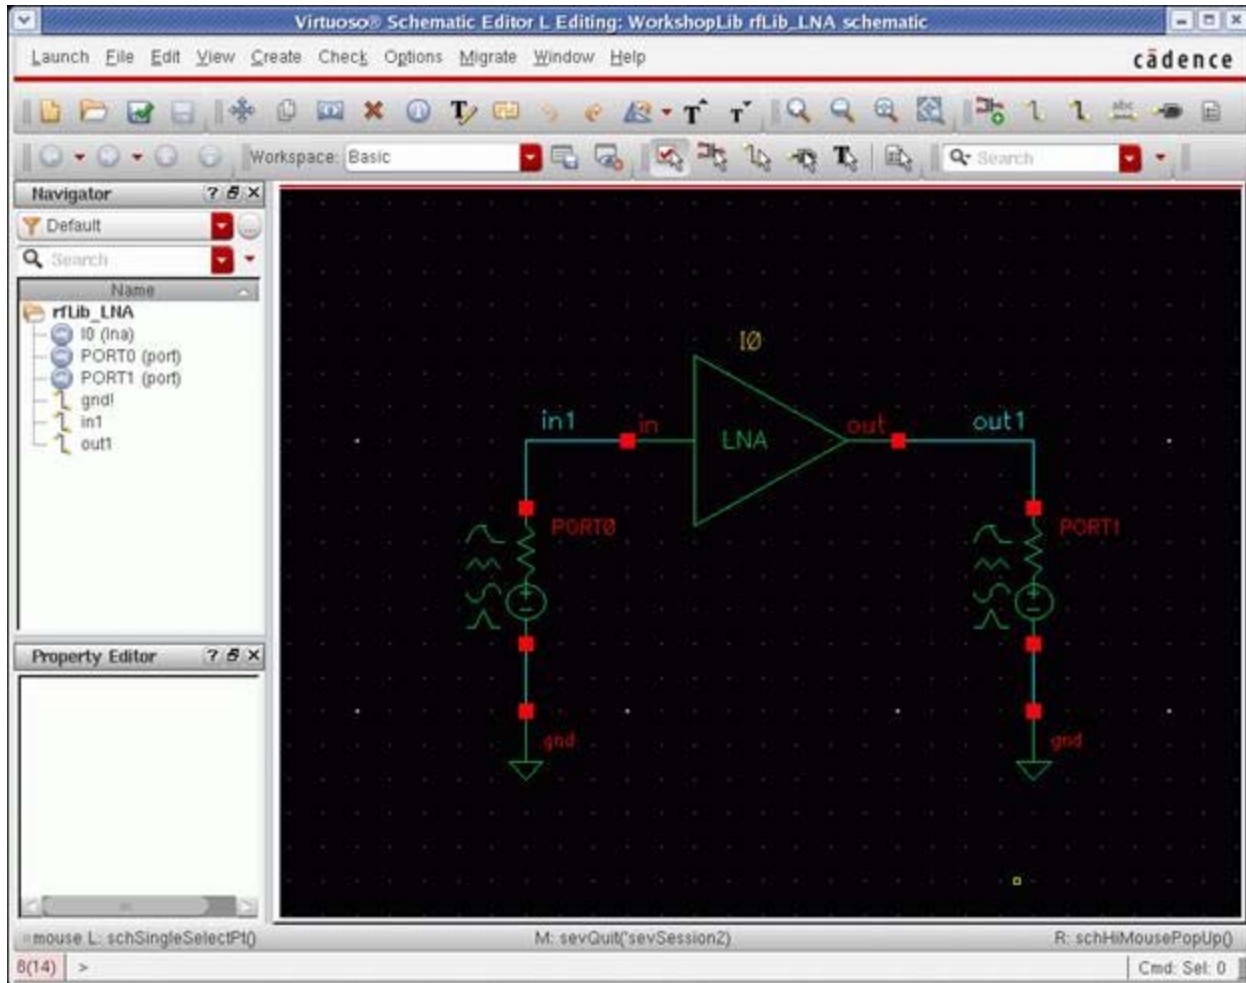 Virtuoso® Schematic Editor L Editing: WorkshopLib rfLib_LNA schematic
Launch File Edit View Create Check Options Migrate Window Help
cādence
Workspace: Basic
Search
Navigator
Default
Search
Name
rfLib_LNA
I0 (lna)
PORT0 (port)
PORT1 (port)
gnd!
in1
out1
Property Editor
I0
in1 in LNA out out1
PORT0 PORT1
gnd gnd
mouse L: schSingleSelectPt() M: sevQuit('sevSession2) R: schHiMousePopUp()
8(14) > Cmd: Sel: 0